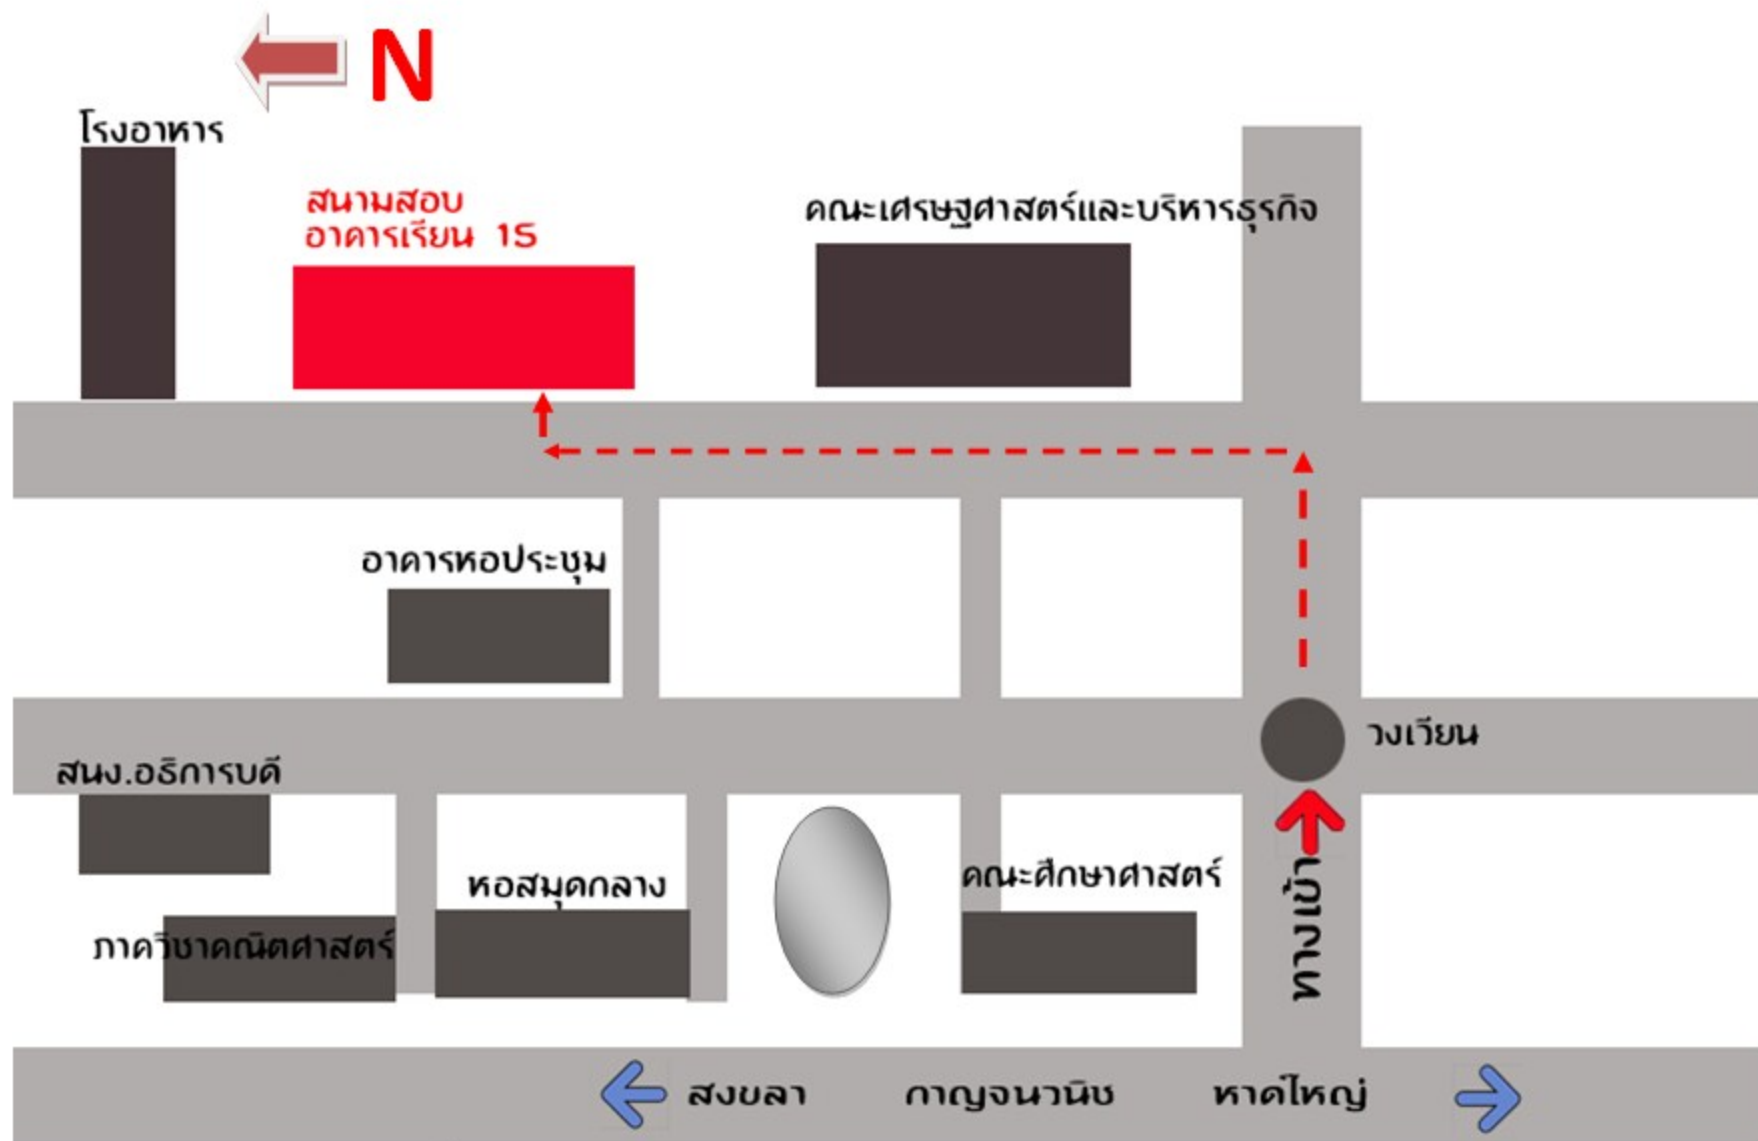 N
โรงอาหาร
สนามสอบ
อาคารเรียน 15
คณะเศรษฐศาสตร์และบริหารธุรกิจ
อาคารหอประชุม
วงเวียน
สนง.อธิการบดี
หอสมุดกลาง
คณะศึกษาศาสตร์
ภาควิชาคณิตศาสตร์
ทางเข้า
สงขลา กาญจนวนิช หาดใหญ่